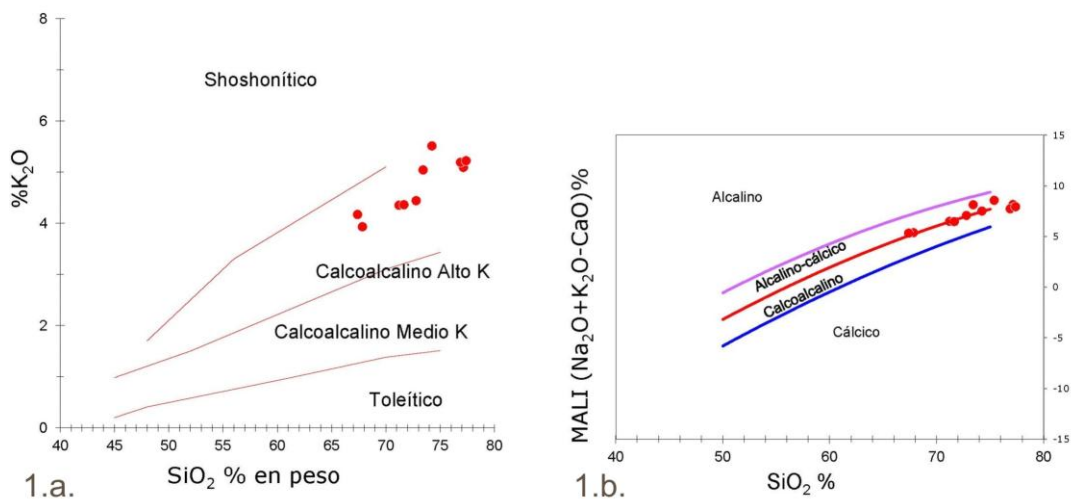 8
6
4
2
0
%K₂O
Shoshonítico
Calcoalcalino Alto K
Calcoalcalino Medio K
Toleítico
40 45 50 55 60 65 70 75 80
SiO₂ % en peso
1.a.
MALI (Na₂O+K₂O-CaO)%
15
10
5
0
-5
-10
-15
Alcalino
Alcalino-cálcico
Calcoalcalino
Cálcico
40 50 60 70 80
SiO₂ %
1.b.